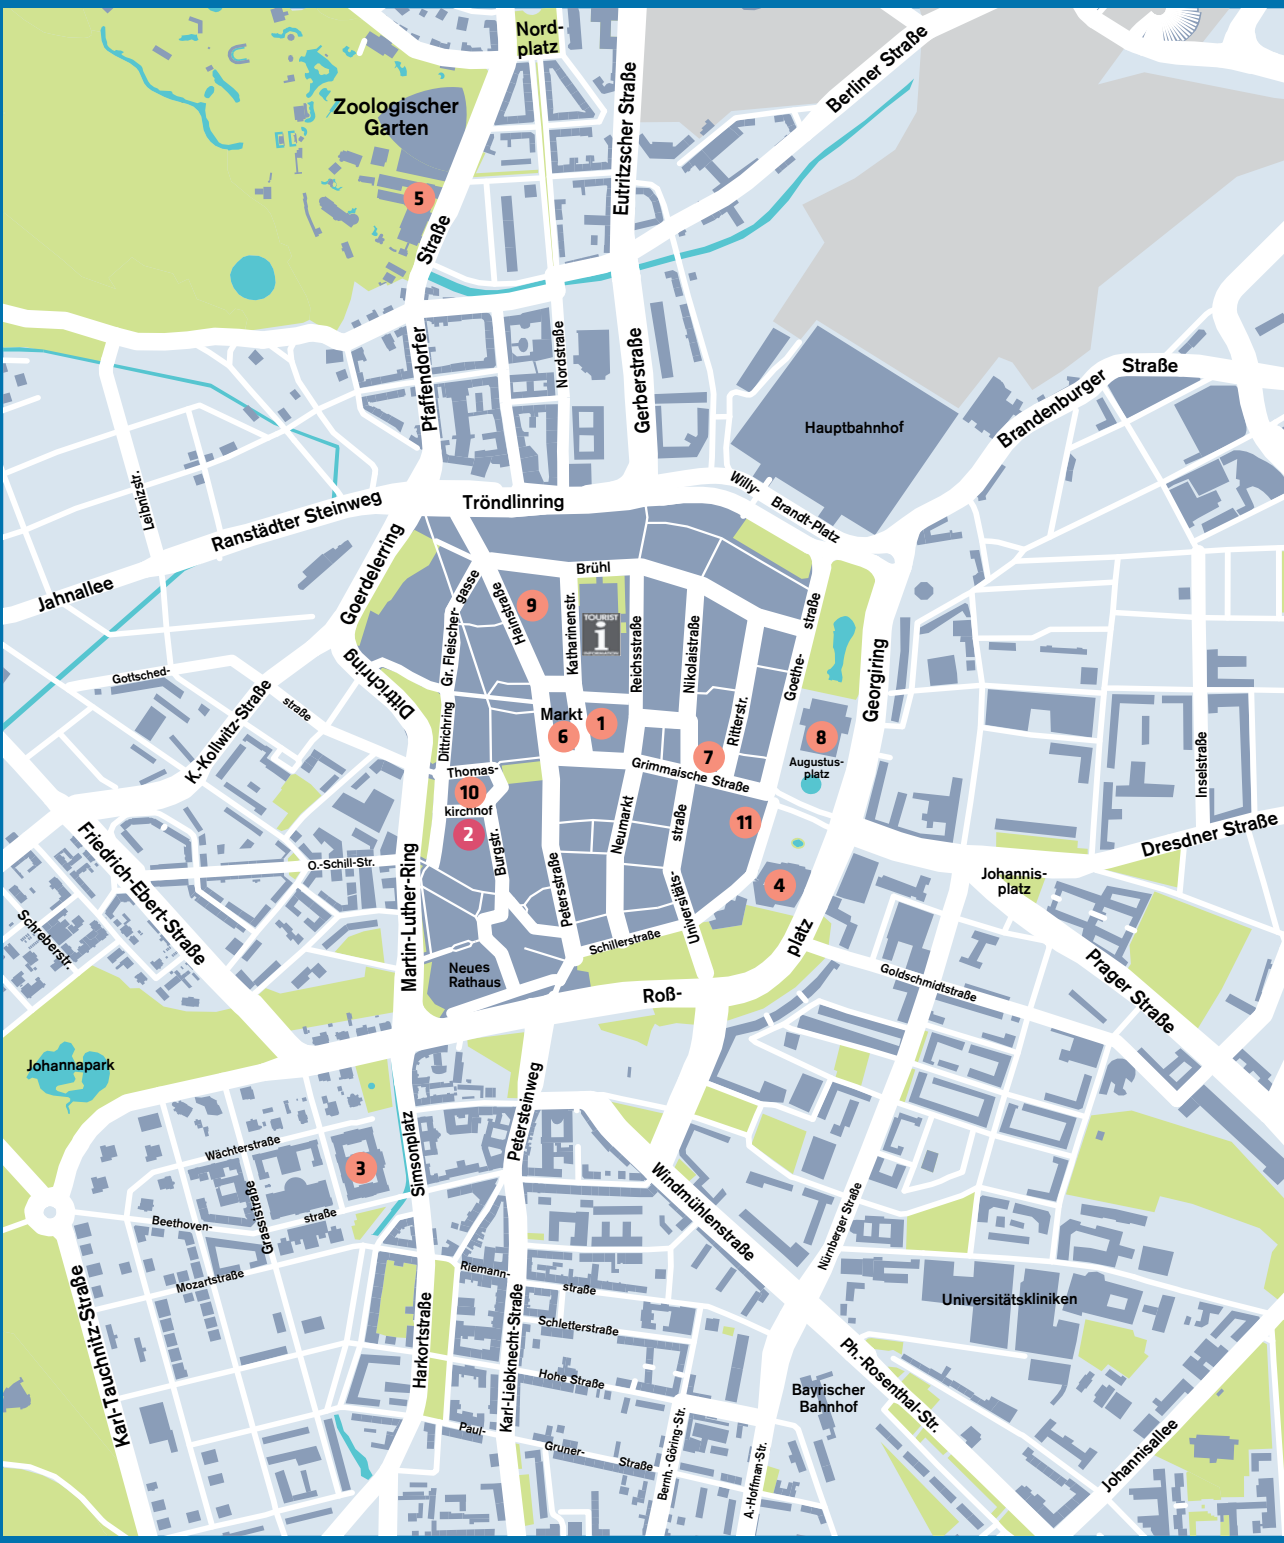 Nord-
platz
Berliner Straße
Eutritzscher Straße
Zoologischer
Garten
5
Straße
Pfaffendorfer
Nordstraße
Gerberstraße
Straße
Brandenburger
Hauptbahnhof
Leibnizstr.
Ranstädter Steinweg
Tröndlinring
Willy-
Brandt-Platz
Jahnallee
Goerdelerring
Brühl
Gr. Fleischer-
gasse
Hainstraße
9
Katharinenstr.
TOURIST
i
INFORMATION
Reichsstraße
Nikolaistraße
straße
Goethe-
Georgiring
Gottsched-
straße
K.-Kollwitz-Straße
Dittrichring
Dittrichring
Markt
6
1
Ritterstr.
7
8
Augustus-
platz
Inselstraße
Grimmaische Straße
Thomas-
10
kirchhof
2
Burgstr.
Neumarkt
straße
Universitäts-
11
4
Petersstraße
Schillerstraße
Friedrich-Ebert-Straße
O.-Schill-Str.
Martin-Luther-Ring
Schreberstr.
Neues
Rathaus
Roß-
platz
Dresdner Straße
Johannis-
platz
Goldschmidtstraße
Prager Straße
Johannapark
Wächterstraße
3
Simsonplatz
Petersteinweg
Grassistraße
Beethoven-
straße
Mozartstraße
Windmühlenstraße
Nürnberger Straße
Karl-Tauchnitz-Straße
Harkortstraße
Riemann-
straße
Karl-Liebknecht-Straße
Schletterstraße
Hohe Straße
Paul-
Gruner-
Straße
Bernh.-Göring-Str.
A.-Hoffman-Str.
Universitätskliniken
Bayrischer
Bahnhof
Ph.-Rosenthal-Str.
Johannisallee